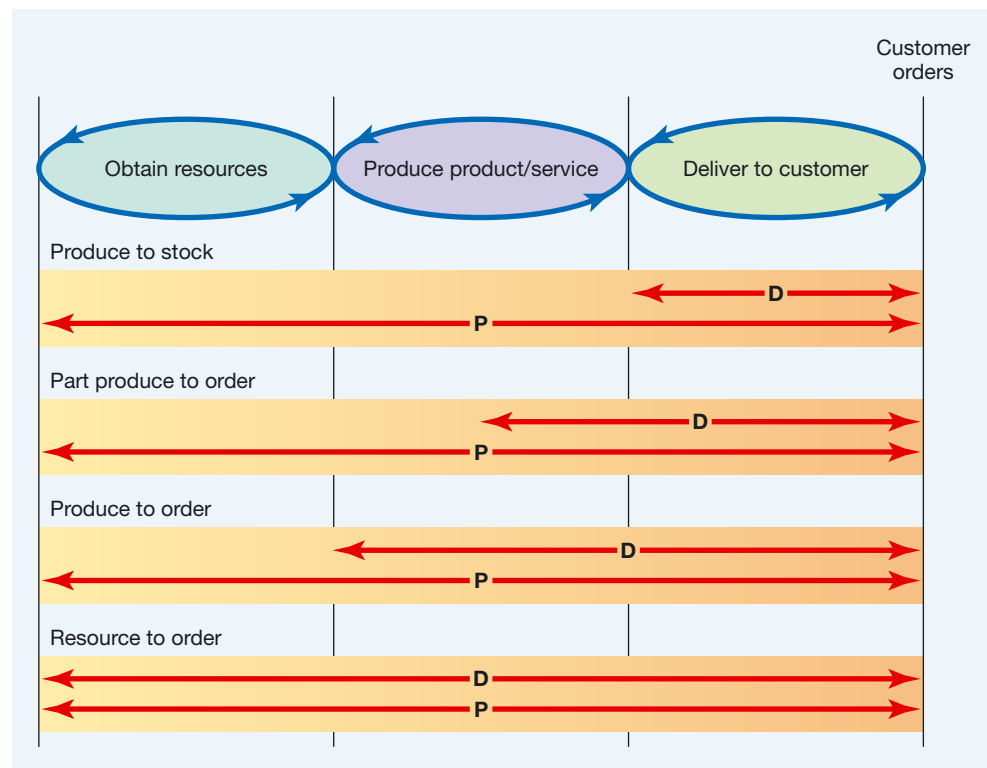 Customer
orders
Obtain resources
Produce product/service
Deliver to customer
Produce to stock
D
P
Part produce to order
D
P
Produce to order
D
P
Resource to order
D
P